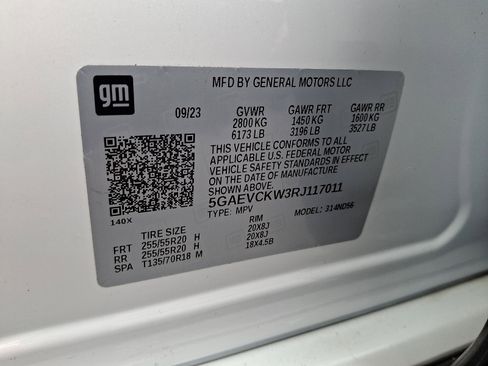 gm
MFD BY GENERAL MOTORS LLC
09/23 GVWR GAWR FRT GAWR RR
2800 KG 1450 KG 1600 KG
6173 LB 3196 LB 3527 LB
THIS VEHICLE CONFORMS TO ALL
APPLICABLE U.S. FEDERAL MOTOR
VEHICLE SAFETY STANDARDS IN EFFECT
ON THE DATE OF MANUFACTURE
SHOWN ABOVE.
5GAEVCKW3RJ117011
TYPE: MPV MODEL: 314ND56
140X
TIRE SIZE RIM
FRT 255/55R20 H 20X8J
RR 255/55R20 H 20X8J
SPA T135/70R18 M 18X4.5B